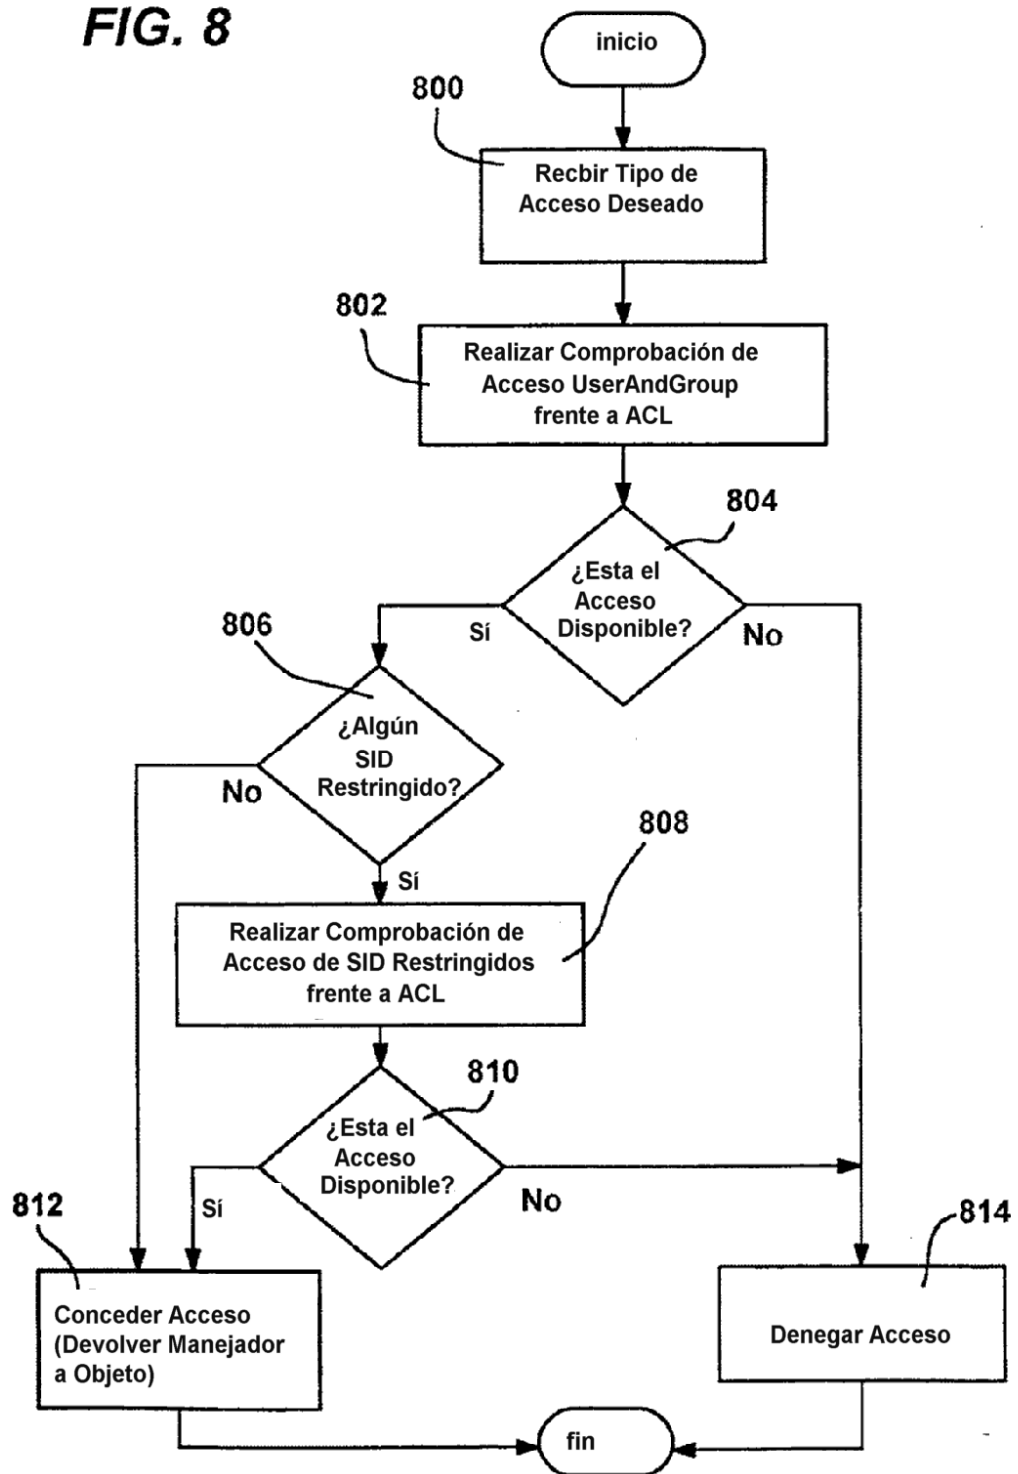 FIG. 8
inicio
800
Recbir Tipo de
Acceso Deseado
802
Realizar Comprobación de
Acceso UserAndGroup
frente a ACL
804
¿Esta el
Acceso
Disponible?
Sí
No
806
¿Algún
SID
Restringido?
No
Sí
808
Realizar Comprobación de
Acceso de SID Restringidos
frente a ACL
810
¿Esta el
Acceso
Disponible?
Sí
No
812
Conceder Acceso
(Devolver Manejador
a Objeto)
814
Denegar Acceso
fin